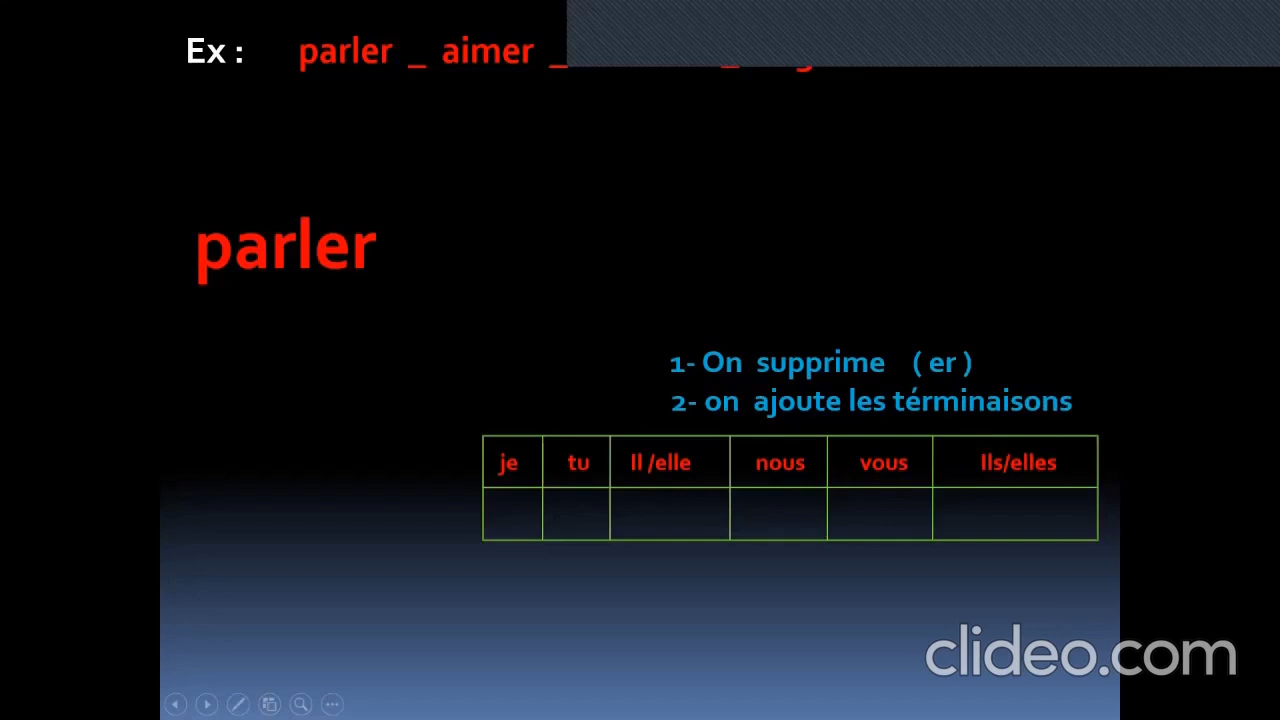 Ex : parler _ aimer _
parler
1- On supprime ( er )
2- on ajoute les términaisons
je tu Il /elle nous vous Ils/elles
clideo.com